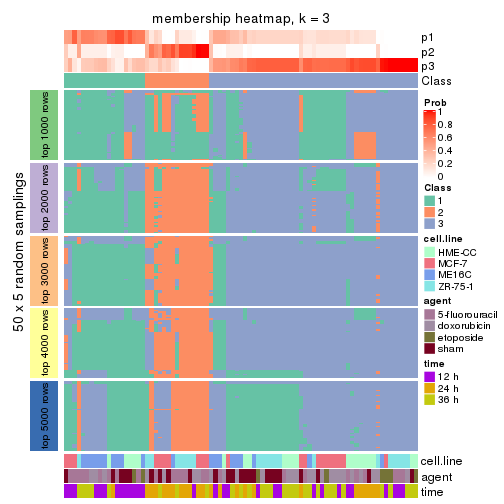 membership heatmap, k = 3
p1
p2
p3
Class
50 x 5 random samplings
top 1000 rows
top 2000 rows
top 3000 rows
top 4000 rows
top 5000 rows
cell.line
agent
time
Prob
1
0.8
0.6
0.4
0.2
0
Class
1
2
3
cell.line
HME-CC
MCF-7
ME16C
ZR-75-1
agent
5-fluorouracil
doxorubicin
etoposide
sham
time
12 h
24 h
36 h